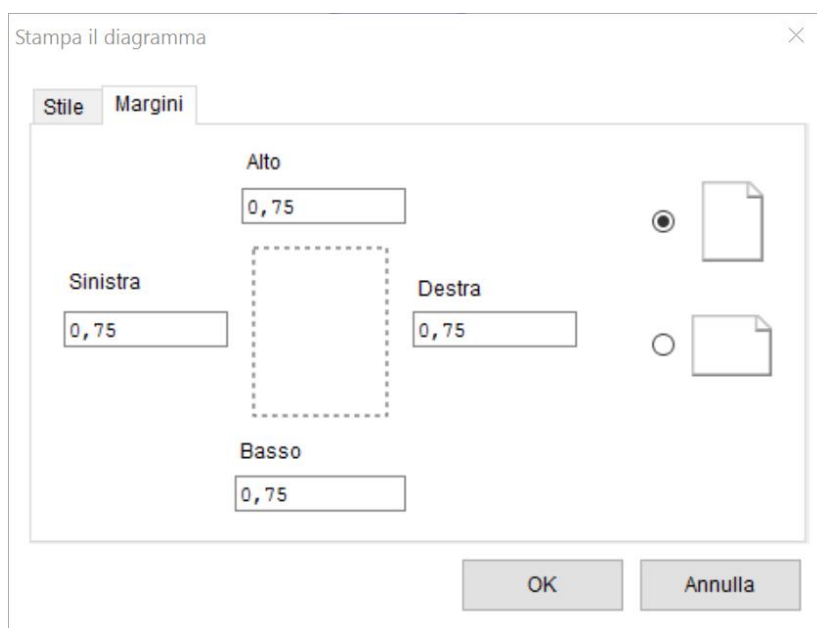 Stampa il diagramma
Stile Margini
Alto
0,75
Sinistra
Destra
0,75 0,75
Basso
0,75
OK Annulla